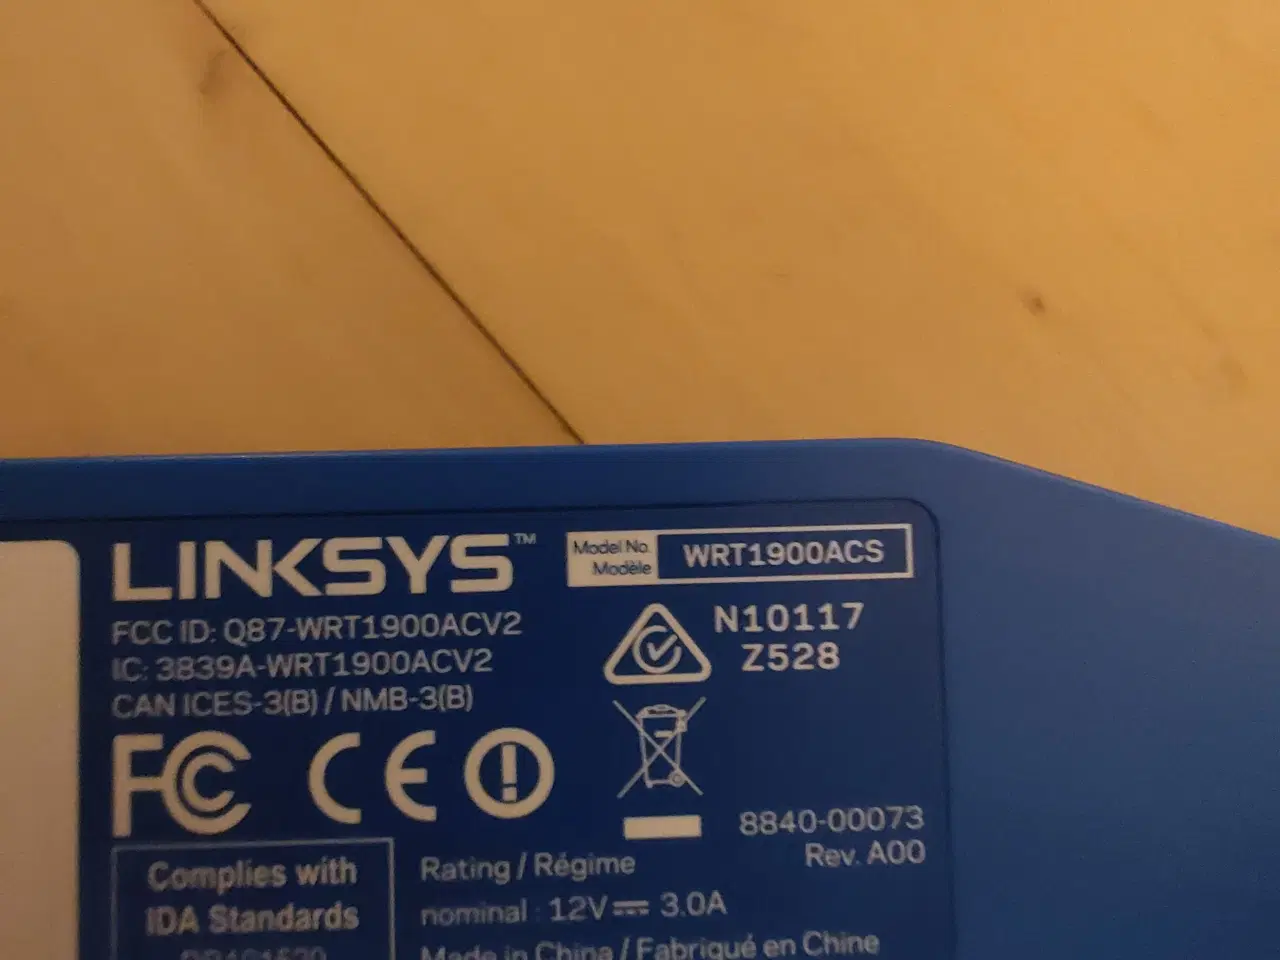 LINKSYS™
Model No.
Modèle
WRT1900ACS
FCC ID: Q87-WRT1900ACV2
IC: 3839A-WRT1900ACV2
CAN ICES-3(B) / NMB-3(B)
N10117
Z528
FC CE
8840-00073
Rev. A00
Complies with
IDA Standards
Rating / Régime
nominal : 12V⎓ 3.0A
Made in China / Fabriqué en Chine